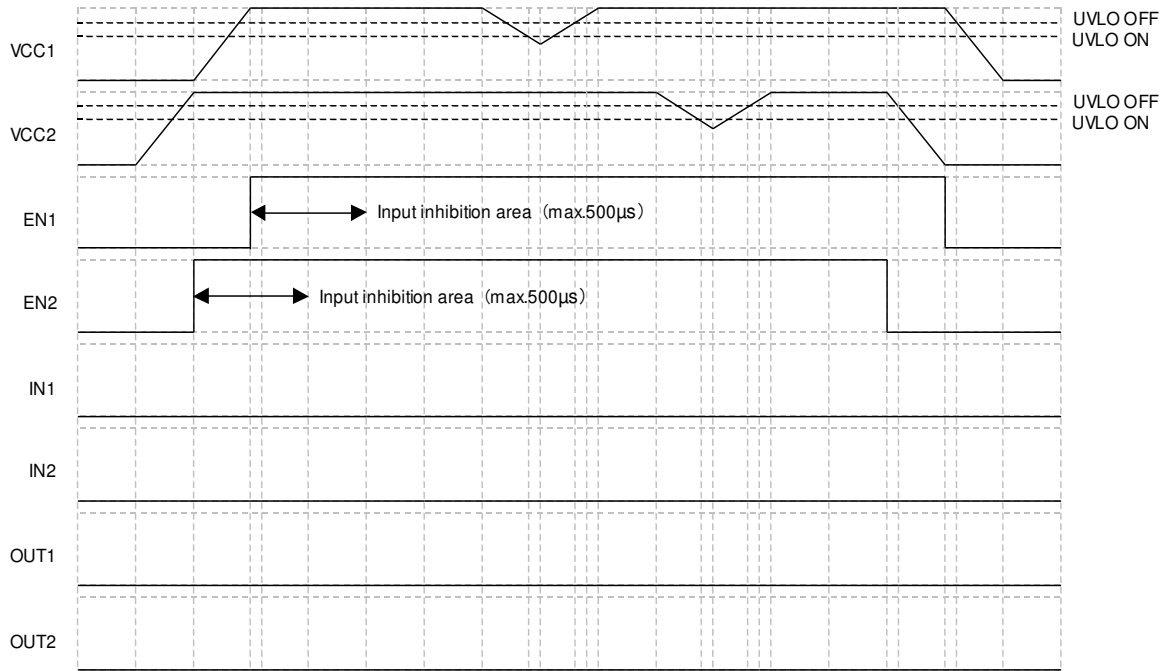 UVLO OFF
UVLO ON
VCC1
UVLO OFF
UVLO ON
VCC2
EN1
Input inhibition area（max.500μs）
EN2
Input inhibition area（max.500μs）
IN1
IN2
OUT1
OUT2